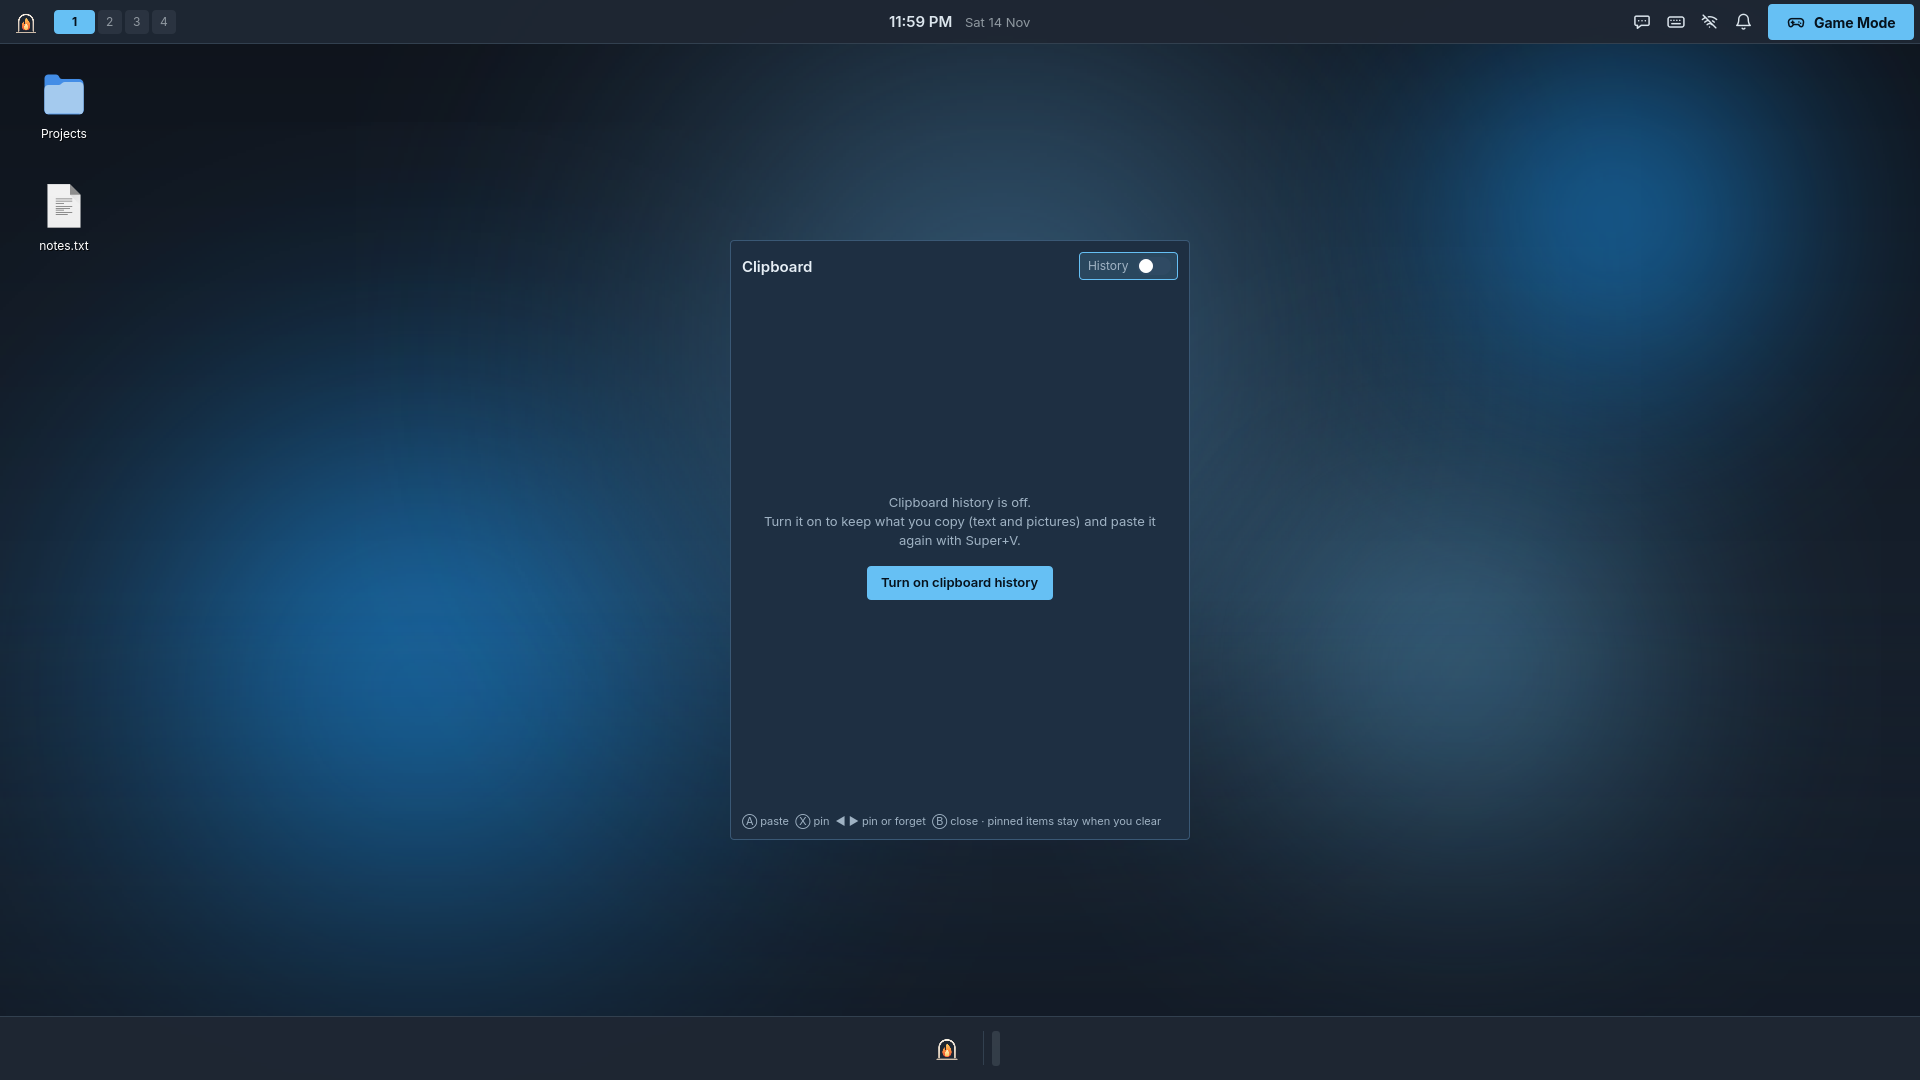 1 2 3 4
11:59 PM Sat 14 Nov
Game Mode
Projects
notes.txt
Clipboard
History
Clipboard history is off.
Turn it on to keep what you copy (text and pictures) and paste it
again with Super+V.
Turn on clipboard history
A paste X pin ◀ ▶ pin or forget B close · pinned items stay when you clear